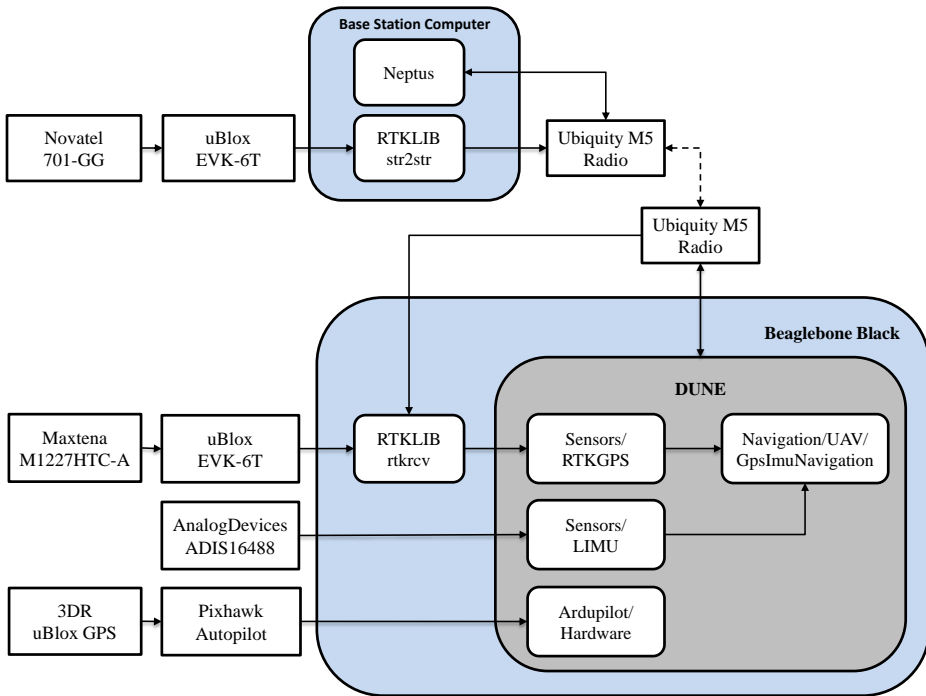 Base Station Computer
Neptus
Novatel
701-GG
uBlox
EVK-6T
RTKLIB
str2str
Ubiquity M5
Radio
Ubiquity M5
Radio
Beaglebone Black
DUNE
Maxtena
M1227HTC-A
uBlox
EVK-6T
RTKLIB
rtkrcv
Sensors/
RTKGPS
Navigation/UAV/
GpsImuNavigation
AnalogDevices
ADIS16488
Sensors/
LIMU
3DR
uBlox GPS
Pixhawk
Autopilot
Ardupilot/
Hardware